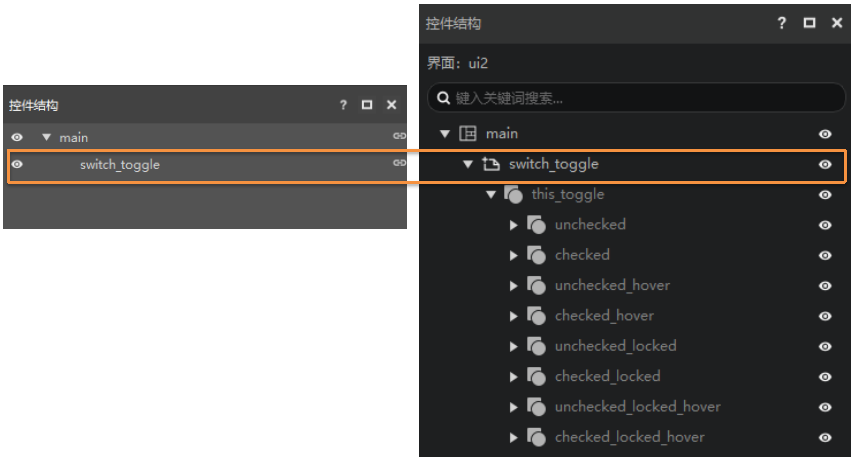 控件结构
?
main
switch_toggle
控件结构
?
界面：ui2
键入关键词搜索...
main
switch_toggle
this_toggle
unchecked
checked
unchecked_hover
checked_hover
unchecked_locked
checked_locked
unchecked_locked_hover
checked_locked_hover